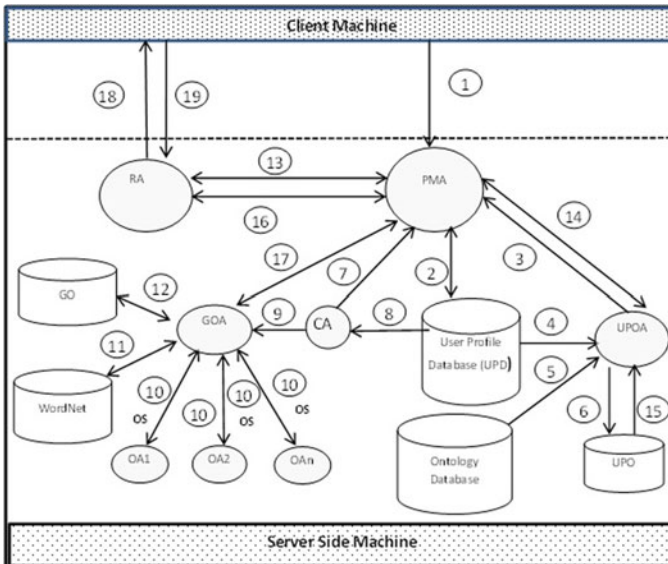 Client Machine
18
19
1
RA
13
PMA
16
14
17
7
2
3
GO
12
GOA
9
CA
8
User Profile
Database (UPD)
4
UPOA
11
5
WordNet
10
os
10
10
os
10
os
6
15
OA1
OA2
OAn
Ontology
Database
UPO
Server Side Machine